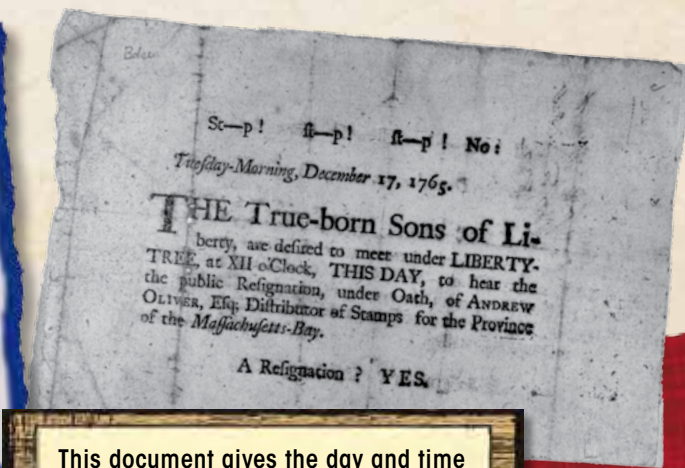 Bdses
St—p! ſt—p! ſt—p! No:
Tueſday-Morning, December 17, 1765.
THE True-born Sons of Li-
berty, are deſired to meet under LIBERTY-
TREE, at XII o'Clock, THIS DAY, to hear the
the public Reſignation, under Oath, of ANDREW
OLIVER, Eſq; Diſtributor of Stamps for the Province
of the Maſſachuſetts-Bay.
A Reſignation? YES.
This document gives the day and time